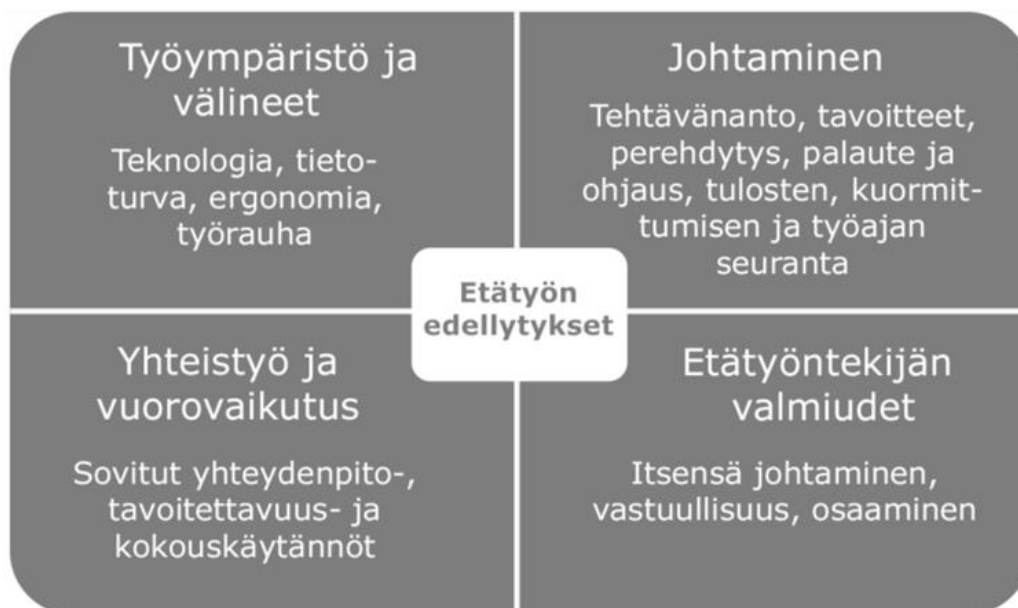 Työympäristö ja
välineet
Teknologia, tieto-
turva, ergonomia,
työrauha
Johtaminen
Tehtävänanto, tavoitteet,
perehdytys, palaute ja
ohjaus, tulosten, kuormit-
tumisen ja työajan
seuranta
Etätyön
edellytykset
Yhteistyö ja
vuorovaikutus
Sovitut yhteydenpito-,
tavoitettavuus- ja
kokouskäytännöt
Etätyöntekijän
valmiudet
Itsensä johtaminen,
vastuullisuus, osaaminen